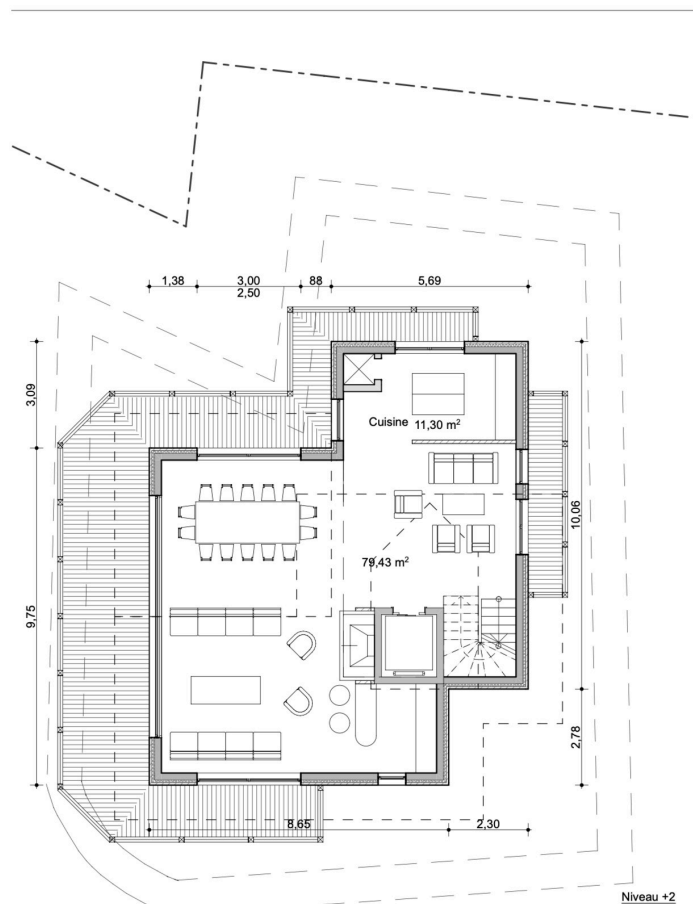 1,38 3,00 88 5,69
2,50
3,09
Cuisine 11,30 m²
10,06
79,43 m²
9,75
2,78
8,65 2,30
Niveau +2